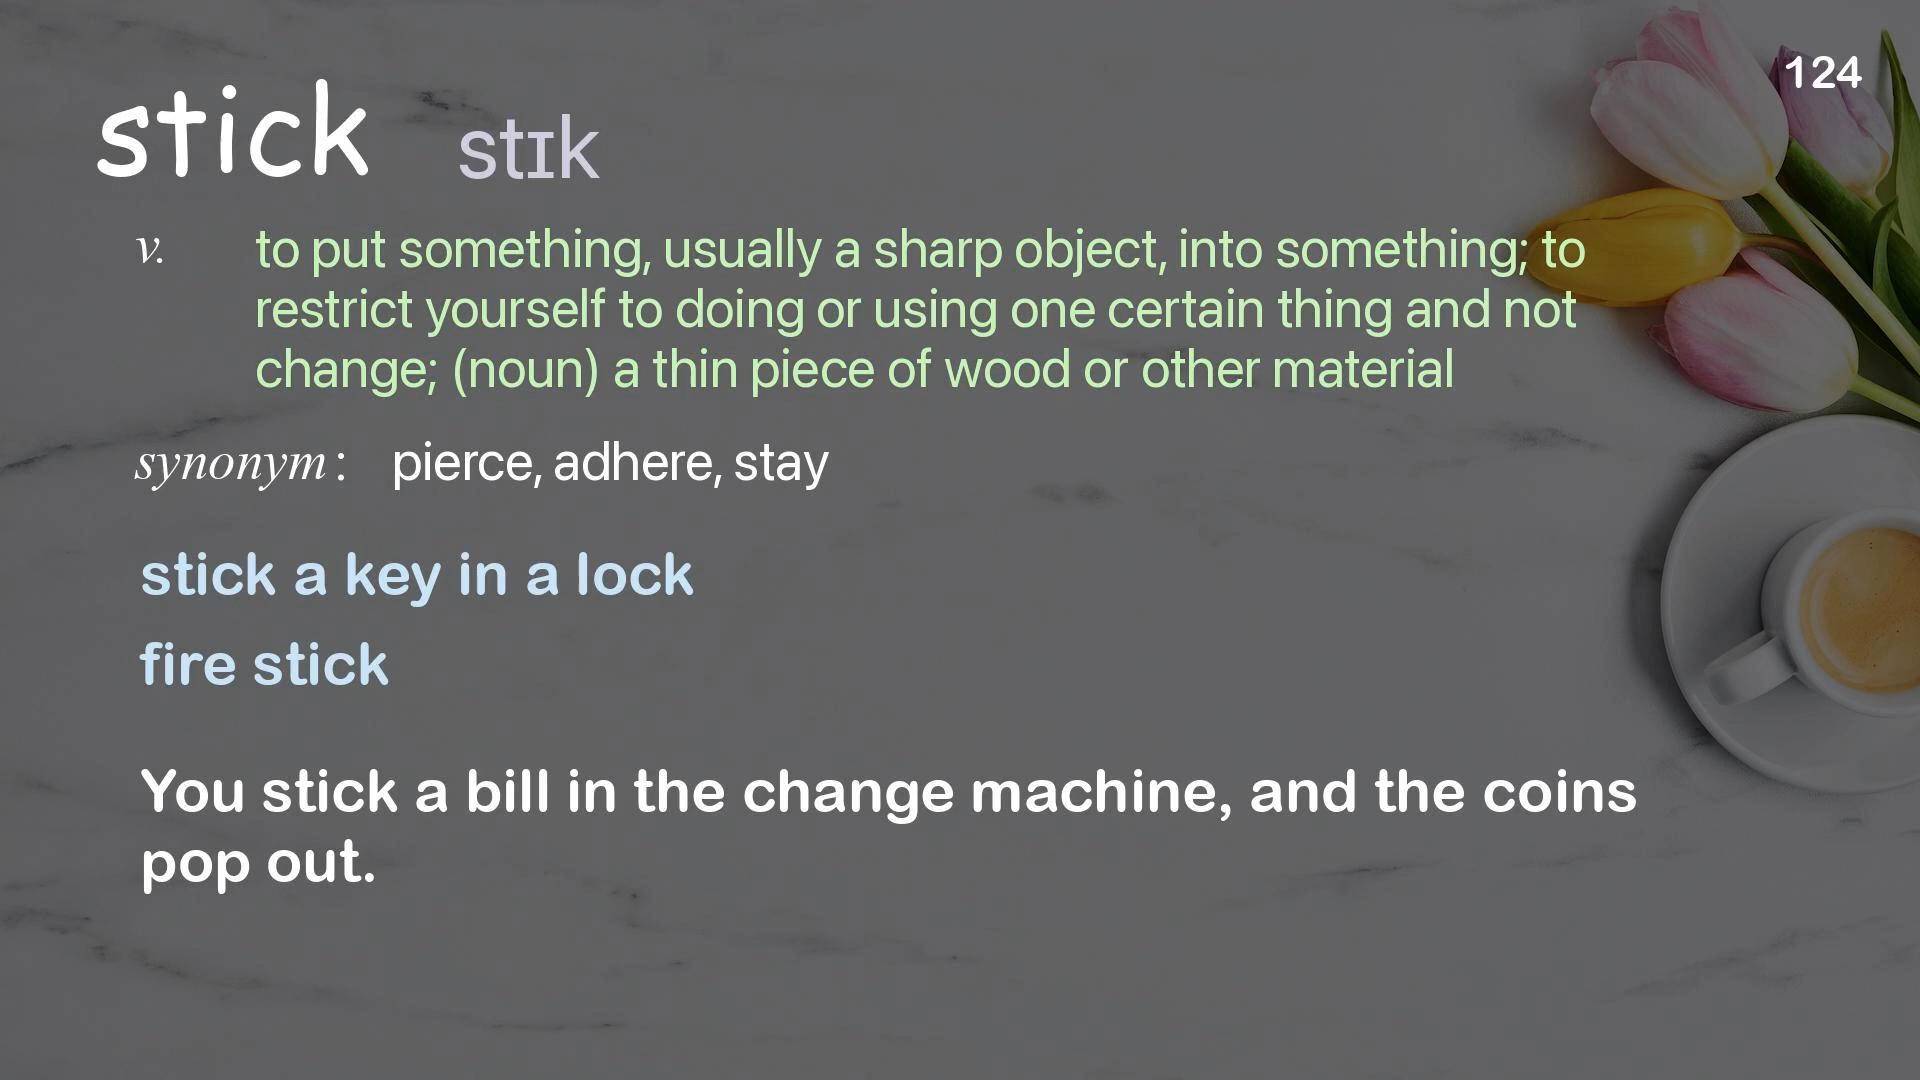 124
stick stɪk
v. to put something, usually a sharp object, into something; to
restrict yourself to doing or using one certain thing and not
change; (noun) a thin piece of wood or other material
synonym: pierce, adhere, stay
stick a key in a lock
fire stick
You stick a bill in the change machine, and the coins
pop out.